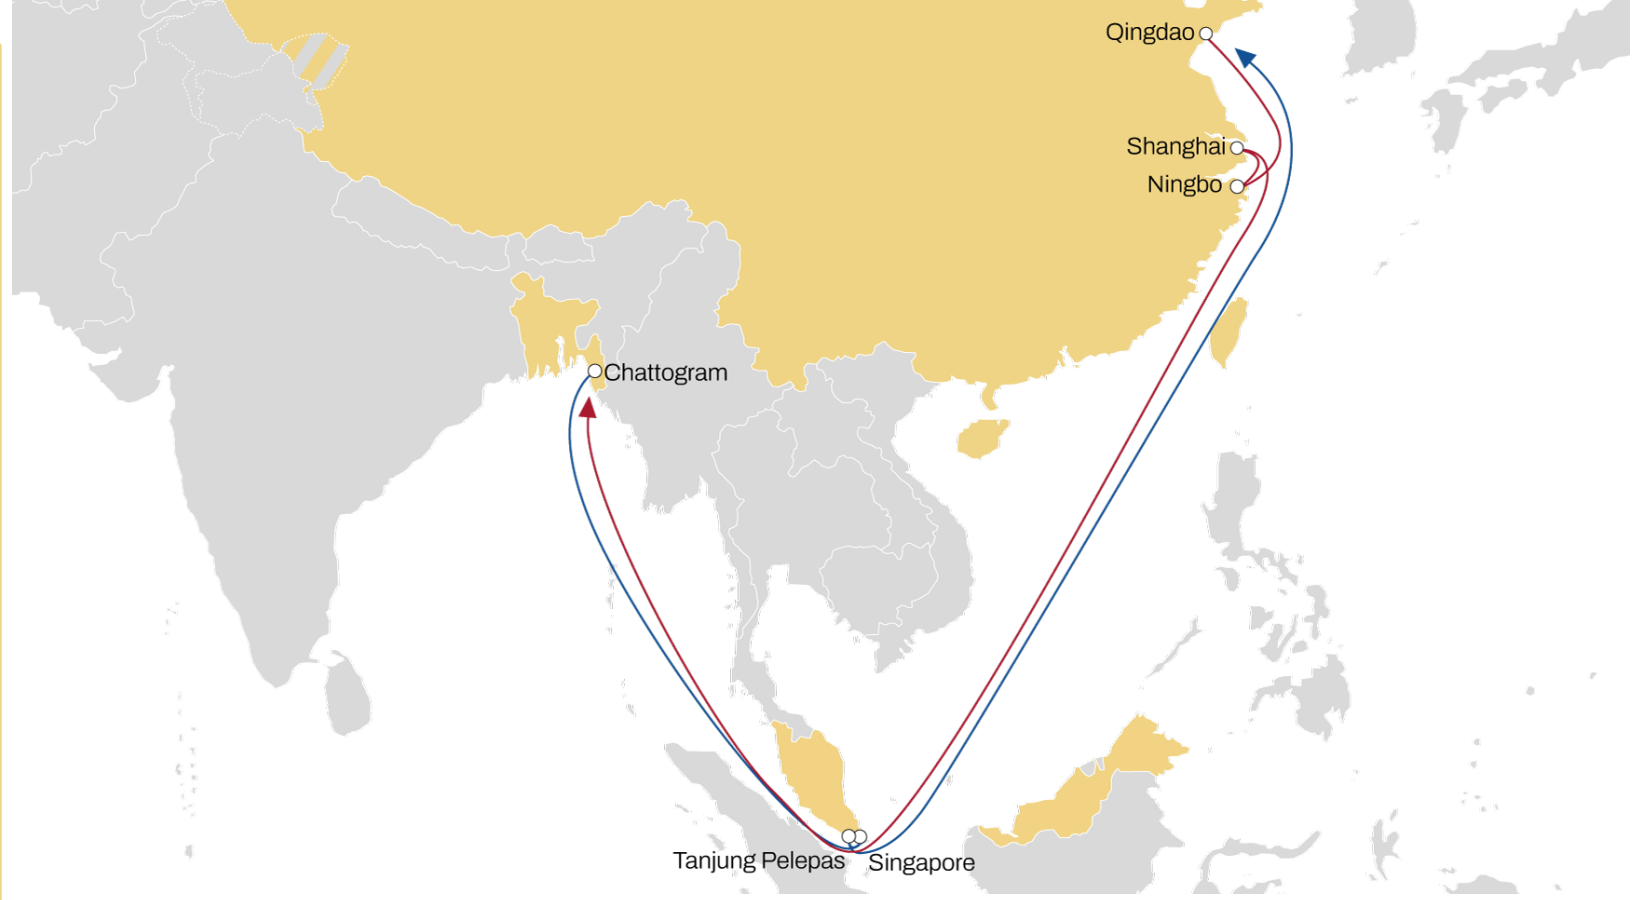 Qingdao
Shanghai
Ningbo
Chattogram
Tanjung Pelepas
Singapore